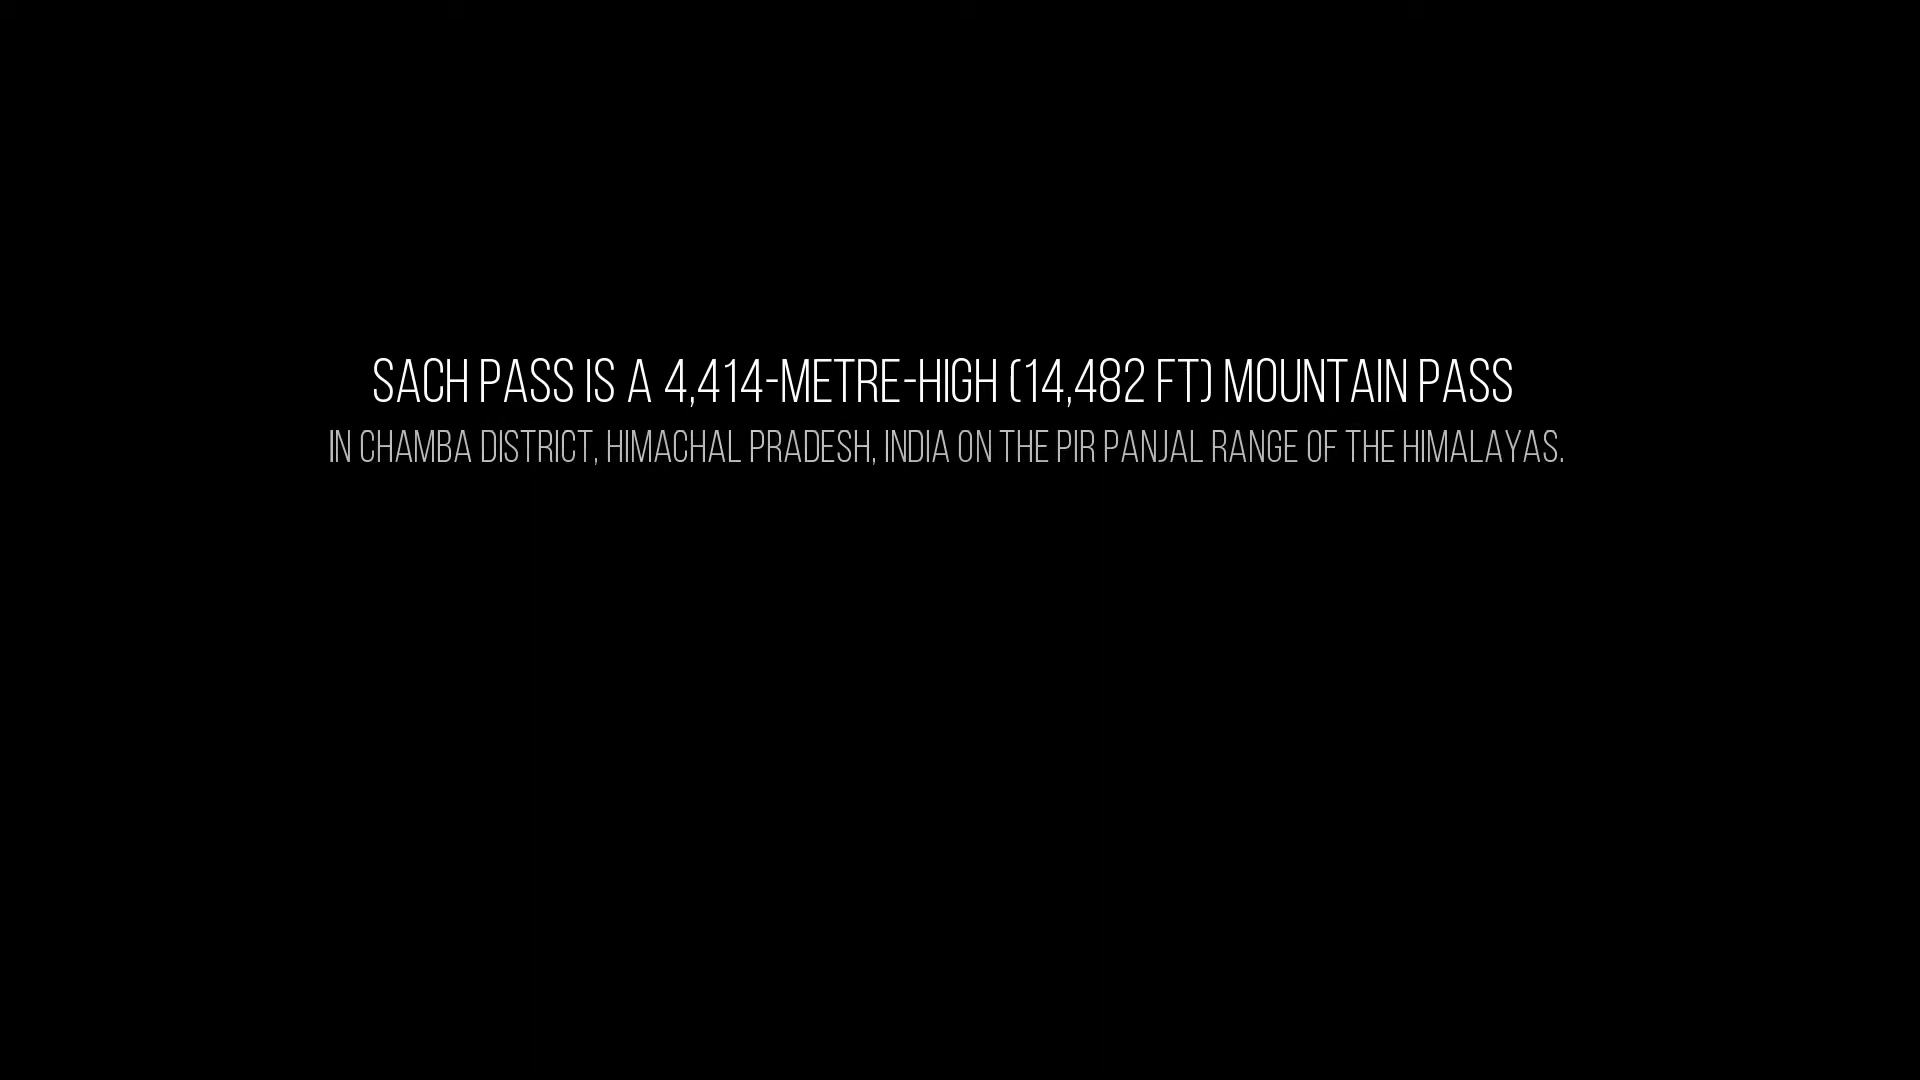 SACH PASS IS A 4,414-METRE-HIGH (14,482 FT) MOUNTAIN PASS
IN CHAMBA DISTRICT, HIMACHAL PRADESH, INDIA ON THE PIR PANJAL RANGE OF THE HIMALAYAS.